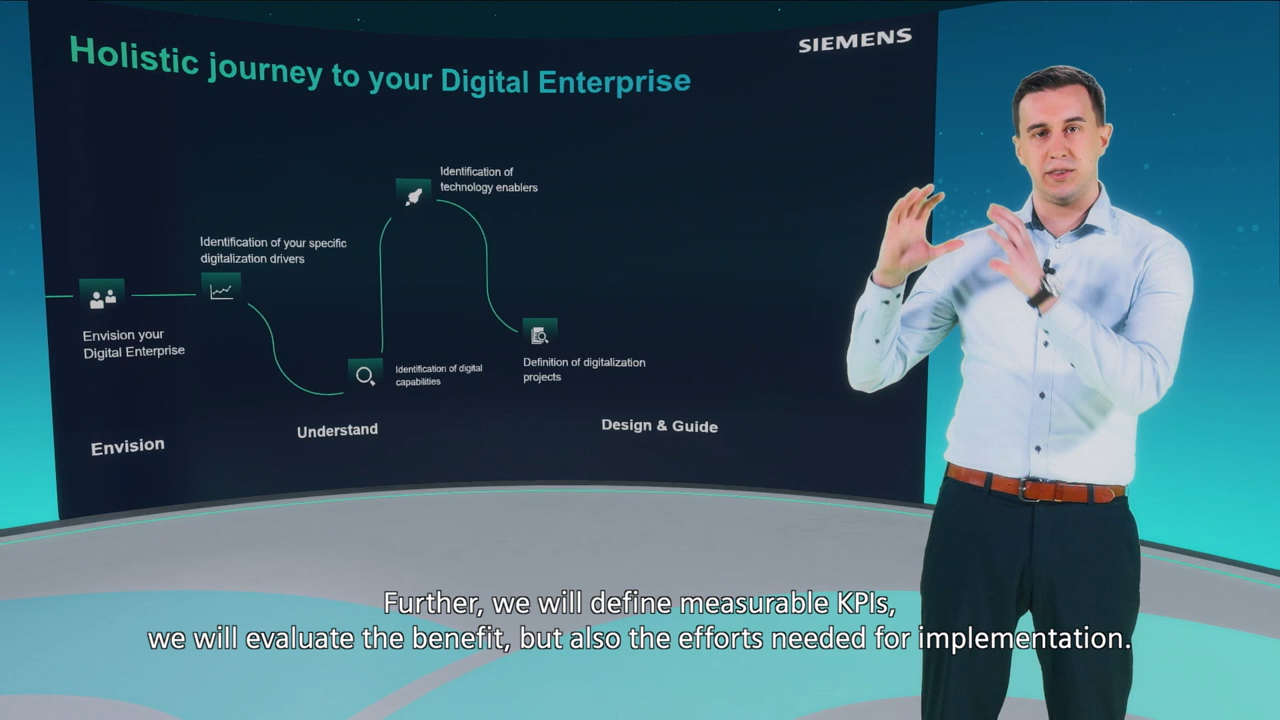 Holistic journey to your Digital Enterprise
SIEMENS
Identification of
technology enablers
Identification of your specific
digitalization drivers
Envision your
Digital Enterprise
Identification of digital
capabilities
Definition of digitalization
projects
Envision
Understand
Design & Guide
Further, we will define measurable KPIs,
we will evaluate the benefit, but also the efforts needed for implementation.